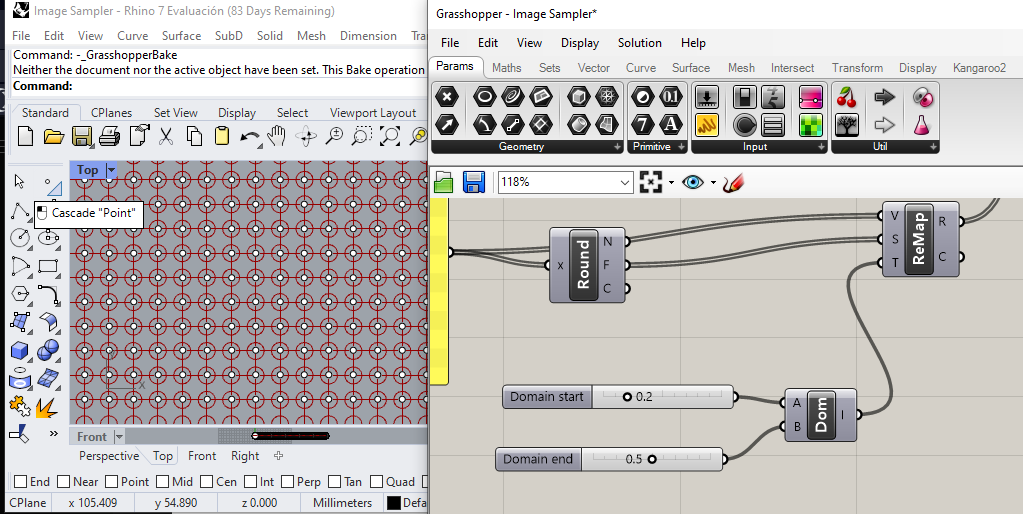 Image Sampler - Rhino 7 Evaluación (83 Days Remaining)
File Edit View Curve Surface SubD Solid Mesh Dimension Tra
Command: -_GrasshopperBake
Neither the document nor the active object have been set. This Bake operation
Command:
Standard CPlanes Set View Display Select Viewport Layout
Top
Cascade "Point"
X
Front
Perspective Top Front Right
End Near Point Mid Cen Int Perp Tan Quad
CPlane x 105.409 y 54.890 z 0.000 Millimeters Defa
Grasshopper - Image Sampler*
File Edit View Display Solution Help
Params Maths Sets Vector Curve Surface Mesh Intersect Transform Display Kangaroo2
0.1
7 A
Geometry Primitive Input Util
118%
x Round N F C
V S T ReMap R C
Domain start 0.2
A B Dom I
Domain end 0.5